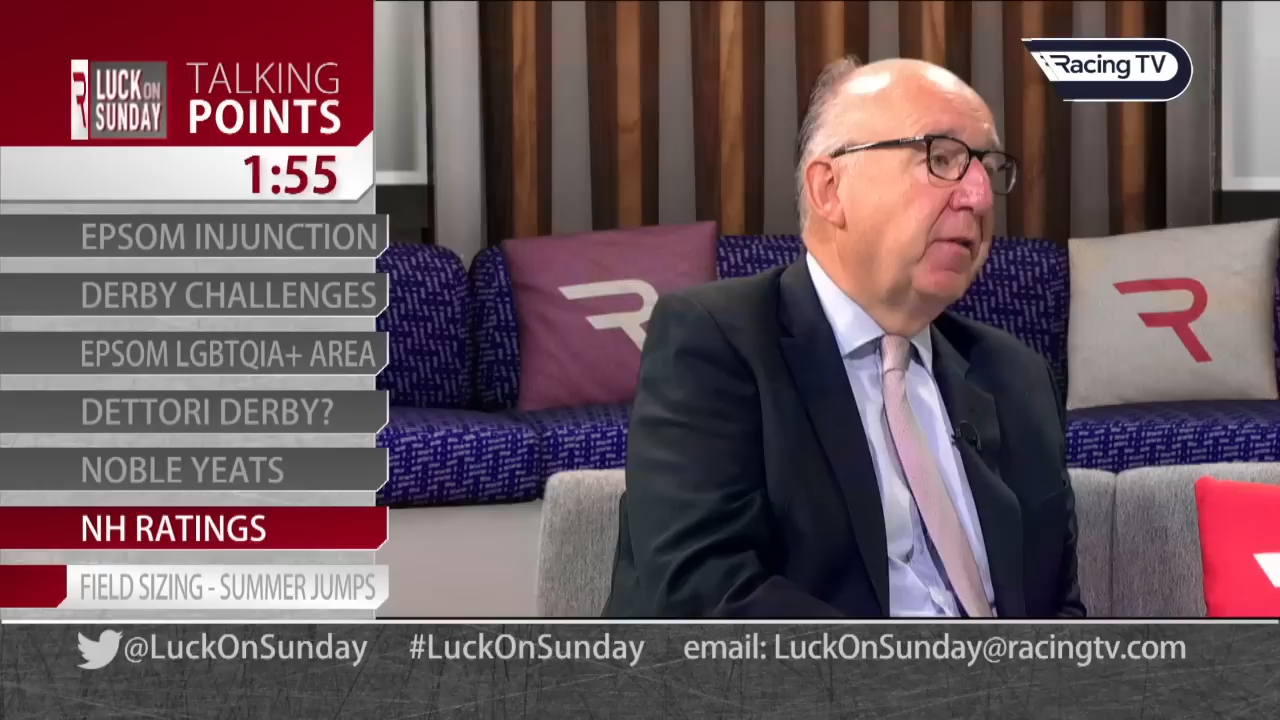 LUCK ON
SUNDAY
TALKING
POINTS
1:55
EPSOM INJUNCTION
DERBY CHALLENGES
EPSOM LGBTQIA+ AREA
DETTORI DERBY?
NOBLE YEATS
NH RATINGS
FIELD SIZING - SUMMER JUMPS
Racing TV
@LuckOnSunday #LuckOnSunday email: LuckOnSunday@racingtv.com